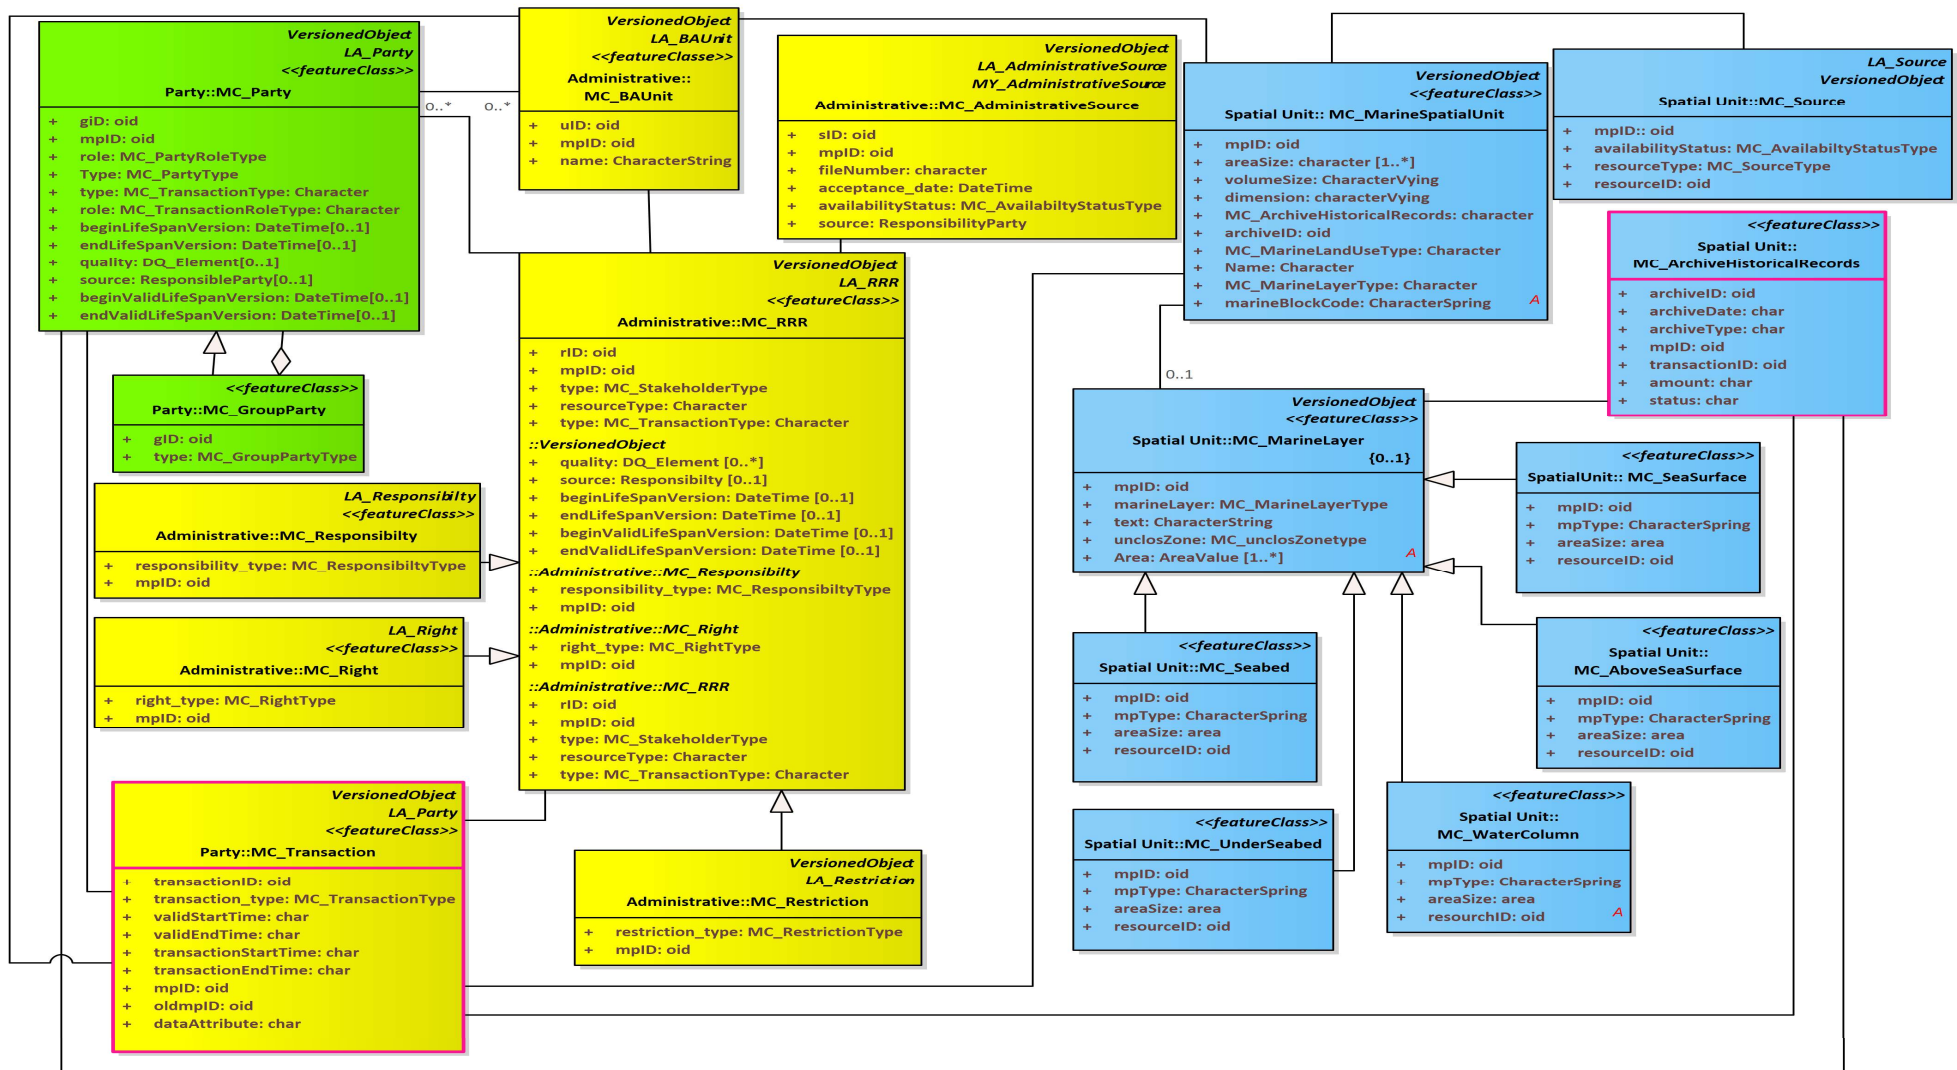 VersionedObject
LA_Party
<<featureClass>>
Party::MC_Party
+ giD: oid
+ mpID: oid
+ role: MC_PartyRoleType
+ Type: MC_PartyType
+ type: MC_TransactionType: Character
+ role: MC_TransactionRoleType: Character
+ beginLifeSpanVersion: DateTime[0..1]
+ endLifeSpanVersion: DateTime[0..1]
+ quality: DQ_Element[0..1]
+ source: ResponsibleParty[0..1]
+ beginValidLifeSpanVersion: DateTime[0..1]
+ endValidLifeSpanVersion: DateTime[0..1]
0..*
0..*
VersionedObject
LA_BAUnit
<<featureClasse>>
Administrative::
MC_BAUnit
+ uID: oid
+ mpID: oid
+ name: CharacterString
VersionedObject
LA_AdministrativeSource
MY_AdministrativeSource
Administrative::MC_AdministrativeSource
+ sID: oid
+ mpID: oid
+ fileNumber: character
+ acceptance_date: DateTime
+ availabilityStatus: MC_AvailabiltyStatusType
+ source: ResponsibilityParty
VersionedObject
<<featureClass>>
Spatial Unit:: MC_MarineSpatialUnit
+ mpID: oid
+ areaSize: character [1..*]
+ volumeSize: CharacterVying
+ dimension: characterVying
+ MC_ArchiveHistoricalRecords: character
+ archiveID: oid
+ MC_MarineLandUseType: Character
+ Name: Character
+ MC_MarineLayerType: Character
+ marineBlockCode: CharacterSpring
A
LA_Source
VersionedObject
Spatial Unit::MC_Source
+ mpID:: oid
+ availabilityStatus: MC_AvailabiltyStatusType
+ resourceType: MC_SourceType
+ resourceID: oid
<<featureClass>>
Spatial Unit::
MC_ArchiveHistoricalRecords
+ archiveID: oid
+ archiveDate: char
+ archiveType: char
+ mpID: oid
+ transactionID: oid
+ amount: char
+ status: char
<<featureClass>>
Party::MC_GroupParty
+ gID: oid
+ type: MC_GroupPartyType
LA_Responsibilty
<<featureClass>>
Administrative::MC_Responsibilty
+ responsibility_type: MC_ResponsibiltyType
+ mpID: oid
LA_Right
<<featureClass>>
Administrative::MC_Right
+ right_type: MC_RightType
+ mpID: oid
VersionedObject
LA_RRR
<<featureClass>>
Administrative::MC_RRR
+ rID: oid
+ mpID: oid
+ type: MC_StakeholderType
+ resourceType: Character
+ type: MC_TransactionType: Character
::VersionedObject
+ quality: DQ_Element [0..*]
+ source: Responsibilty [0..1]
+ beginLifeSpanVersion: DateTime [0..1]
+ endLifeSpanVersion: DateTime [0..1]
+ beginValidLifeSpanVersion: DateTime [0..1]
+ endValidLifeSpanVersion: DateTime [0..1]
::Administrative::MC_Responsibilty
+ responsibility_type: MC_ResponsibiltyType
+ mpID: oid
::Administrative::MC_Right
+ right_type: MC_RightType
+ mpID: oid
::Administrative::MC_RRR
+ rID: oid
+ mpID: oid
+ type: MC_StakeholderType
+ resourceType: Character
+ type: MC_TransactionType: Character
0..1
VersionedObject
<<featureClass>>
Spatial Unit::MC_MarineLayer
{0..1}
+ mpID: oid
+ marineLayer: MC_MarineLayerType
+ text: CharacterString
+ unclosZone: MC_unclosZonetype
+ Area: AreaValue [1..*]
A
<<featureClass>>
SpatialUnit:: MC_SeaSurface
+ mpID: oid
+ mpType: CharacterSpring
+ areaSize: area
+ resourceID: oid
<<featureClass>>
Spatial Unit::
MC_AboveSeaSurface
+ mpID: oid
+ mpType: CharacterSpring
+ areaSize: area
+ resourceID: oid
<<featureClass>>
Spatial Unit::MC_Seabed
+ mpID: oid
+ mpType: CharacterSpring
+ areaSize: area
+ resourceID: oid
VersionedObject
LA_Party
<<featureClass>>
Party::MC_Transaction
+ transactionID: oid
+ transaction_type: MC_TransactionType
+ validStartTime: char
+ validEndTime: char
+ transactionStartTime: char
+ transactionEndTime: char
+ mpID: oid
+ oldmpID: oid
+ dataAttribute: char
VersionedObject
LA_Restriction
Administrative::MC_Restriction
+ restriction_type: MC_RestrictionType
+ mpID: oid
<<featureClass>>
Spatial Unit::MC_UnderSeabed
+ mpID: oid
+ mpType: CharacterSpring
+ areaSize: area
+ resourceID: oid
<<featureClass>>
Spatial Unit::
MC_WaterColumn
+ mpID: oid
+ mpType: CharacterSpring
+ areaSize: area
+ resourchID: oid
A